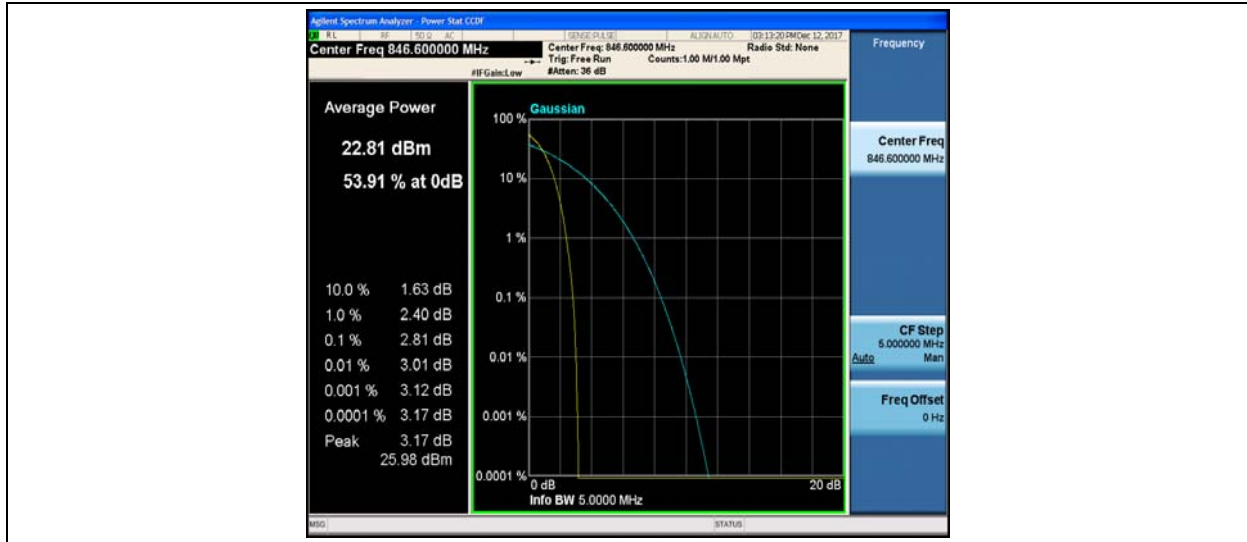 Agilent Spectrum Analyzer - Power Stat CCDF
RL RF 50 Ω AC SENSE:PULSE ALIGNAUTO 03:13:20 PM Dec 12, 2017
Center Freq 846.600000 MHz
Center Freq: 846.600000 MHz Radio Std: None
Trig: Free Run Counts:1.00 M/1.00 Mpt
#IFGain:Low #Atten: 36 dB
Frequency
Average Power
22.81 dBm
53.91 % at 0dB
10.0 % 1.63 dB
1.0 % 2.40 dB
0.1 % 2.81 dB
0.01 % 3.01 dB
0.001 % 3.12 dB
0.0001 % 3.17 dB
Peak 3.17 dB
25.98 dBm
Gaussian
100 %
10 %
1 %
0.1 %
0.01 %
0.001 %
0.0001 %
0 dB 20 dB
Info BW 5.0000 MHz
Center Freq
846.600000 MHz
CF Step
5.000000 MHz
Auto Man
Freq Offset
0 Hz
MSG STATUS